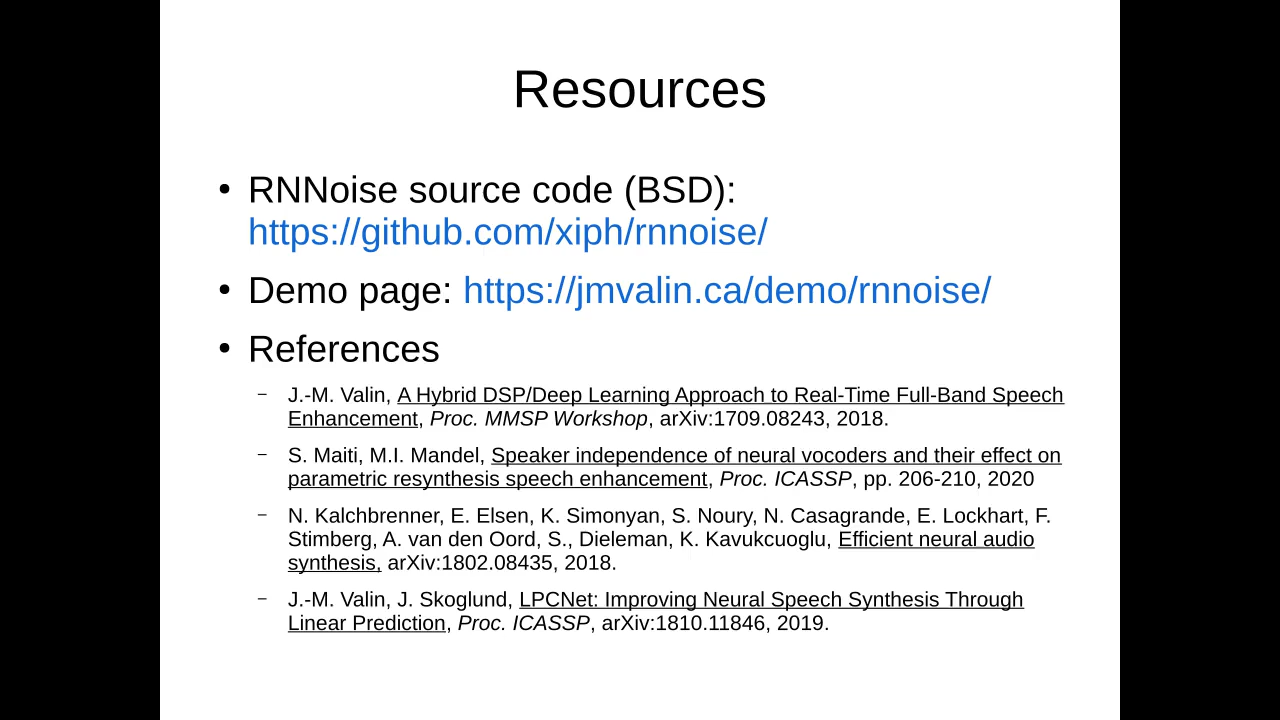 Resources
• RNNoise source code (BSD):
https://github.com/xiph/rnnoise/
• Demo page: https://jmvalin.ca/demo/rnnoise/
• References
– J.-M. Valin, A Hybrid DSP/Deep Learning Approach to Real-Time Full-Band Speech
Enhancement, Proc. MMSP Workshop, arXiv:1709.08243, 2018.
– S. Maiti, M.I. Mandel, Speaker independence of neural vocoders and their effect on
parametric resynthesis speech enhancement, Proc. ICASSP, pp. 206-210, 2020
– N. Kalchbrenner, E. Elsen, K. Simonyan, S. Noury, N. Casagrande, E. Lockhart, F.
Stimberg, A. van den Oord, S., Dieleman, K. Kavukcuoglu, Efficient neural audio
synthesis, arXiv:1802.08435, 2018.
– J.-M. Valin, J. Skoglund, LPCNet: Improving Neural Speech Synthesis Through
Linear Prediction, Proc. ICASSP, arXiv:1810.11846, 2019.